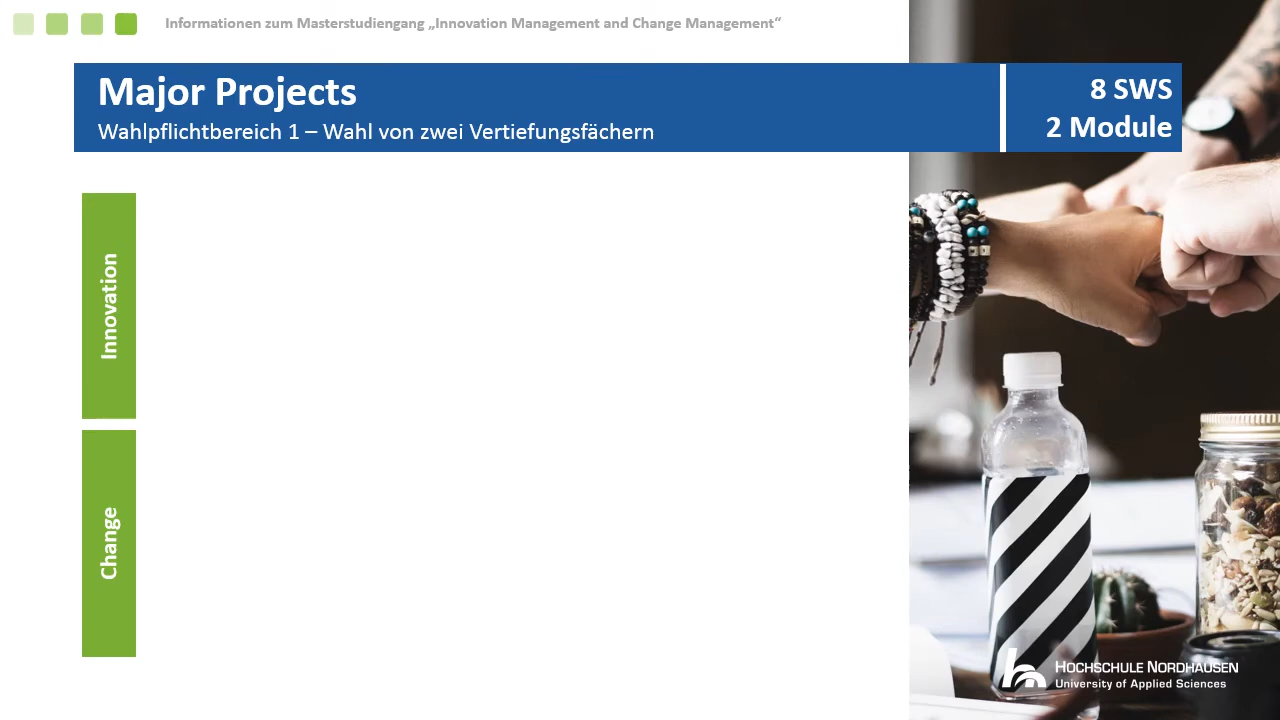 Informationen zum Masterstudiengang „Innovation Management and Change Management“
Major Projects
Wahlpflichtbereich 1 – Wahl von zwei Vertiefungsfächern
8 SWS
2 Module
Innovation
Change
HOCHSCHULE NORDHAUSEN
University of Applied Sciences